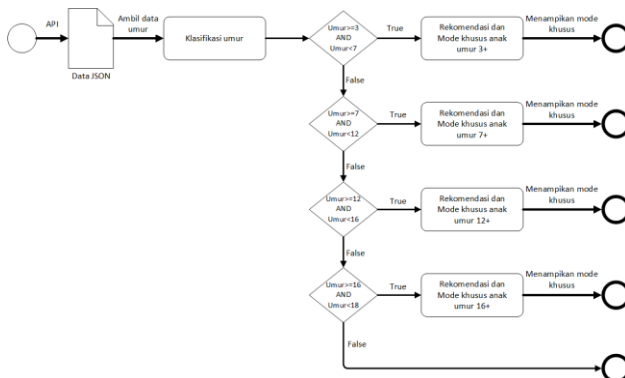 API
Data JSON
Ambil data
umur
Klasifikasi umur
Umur>=3
AND
Umur<7
True
Rekomendasi dan
Mode khusus anak
umur 3+
Menampikan mode
khusus
False
Umur>=7
AND
Umur<12
True
Rekomendasi dan
Mode khusus anak
umur 7+
Menampikan mode
khusus
False
Umur>=12
AND
Umur<16
True
Rekomendasi dan
Mode khusus anak
umur 12+
Menampikan mode
khusus
False
Umur>=16
AND
Umur<18
True
Rekomendasi dan
Mode khusus anak
umur 16+
Menampikan mode
khusus
False